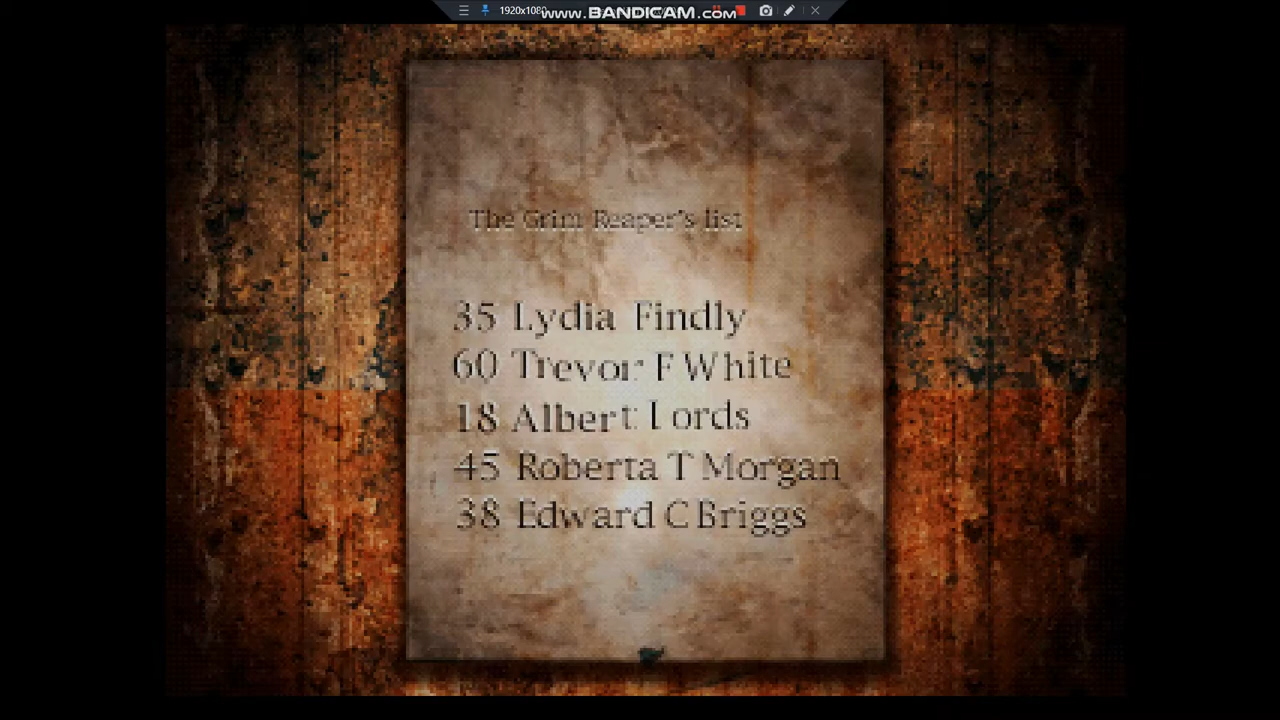 1920x1080
www.BANDICAM.com
The Grim Reaper's list
35 Lydia Findly
60 Trevor F White
18 Albert Lords
45 Roberta T Morgan
38 Edward C Briggs